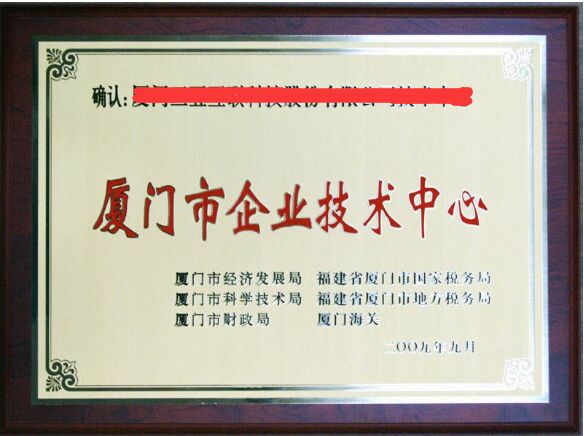 确认:
厦门市企业技术中心
厦门市经济发展局 福建省厦门市国家税务局
厦门市科学技术局 福建省厦门市地方税务局
厦门市财政局 厦门海关
二〇〇九年九月